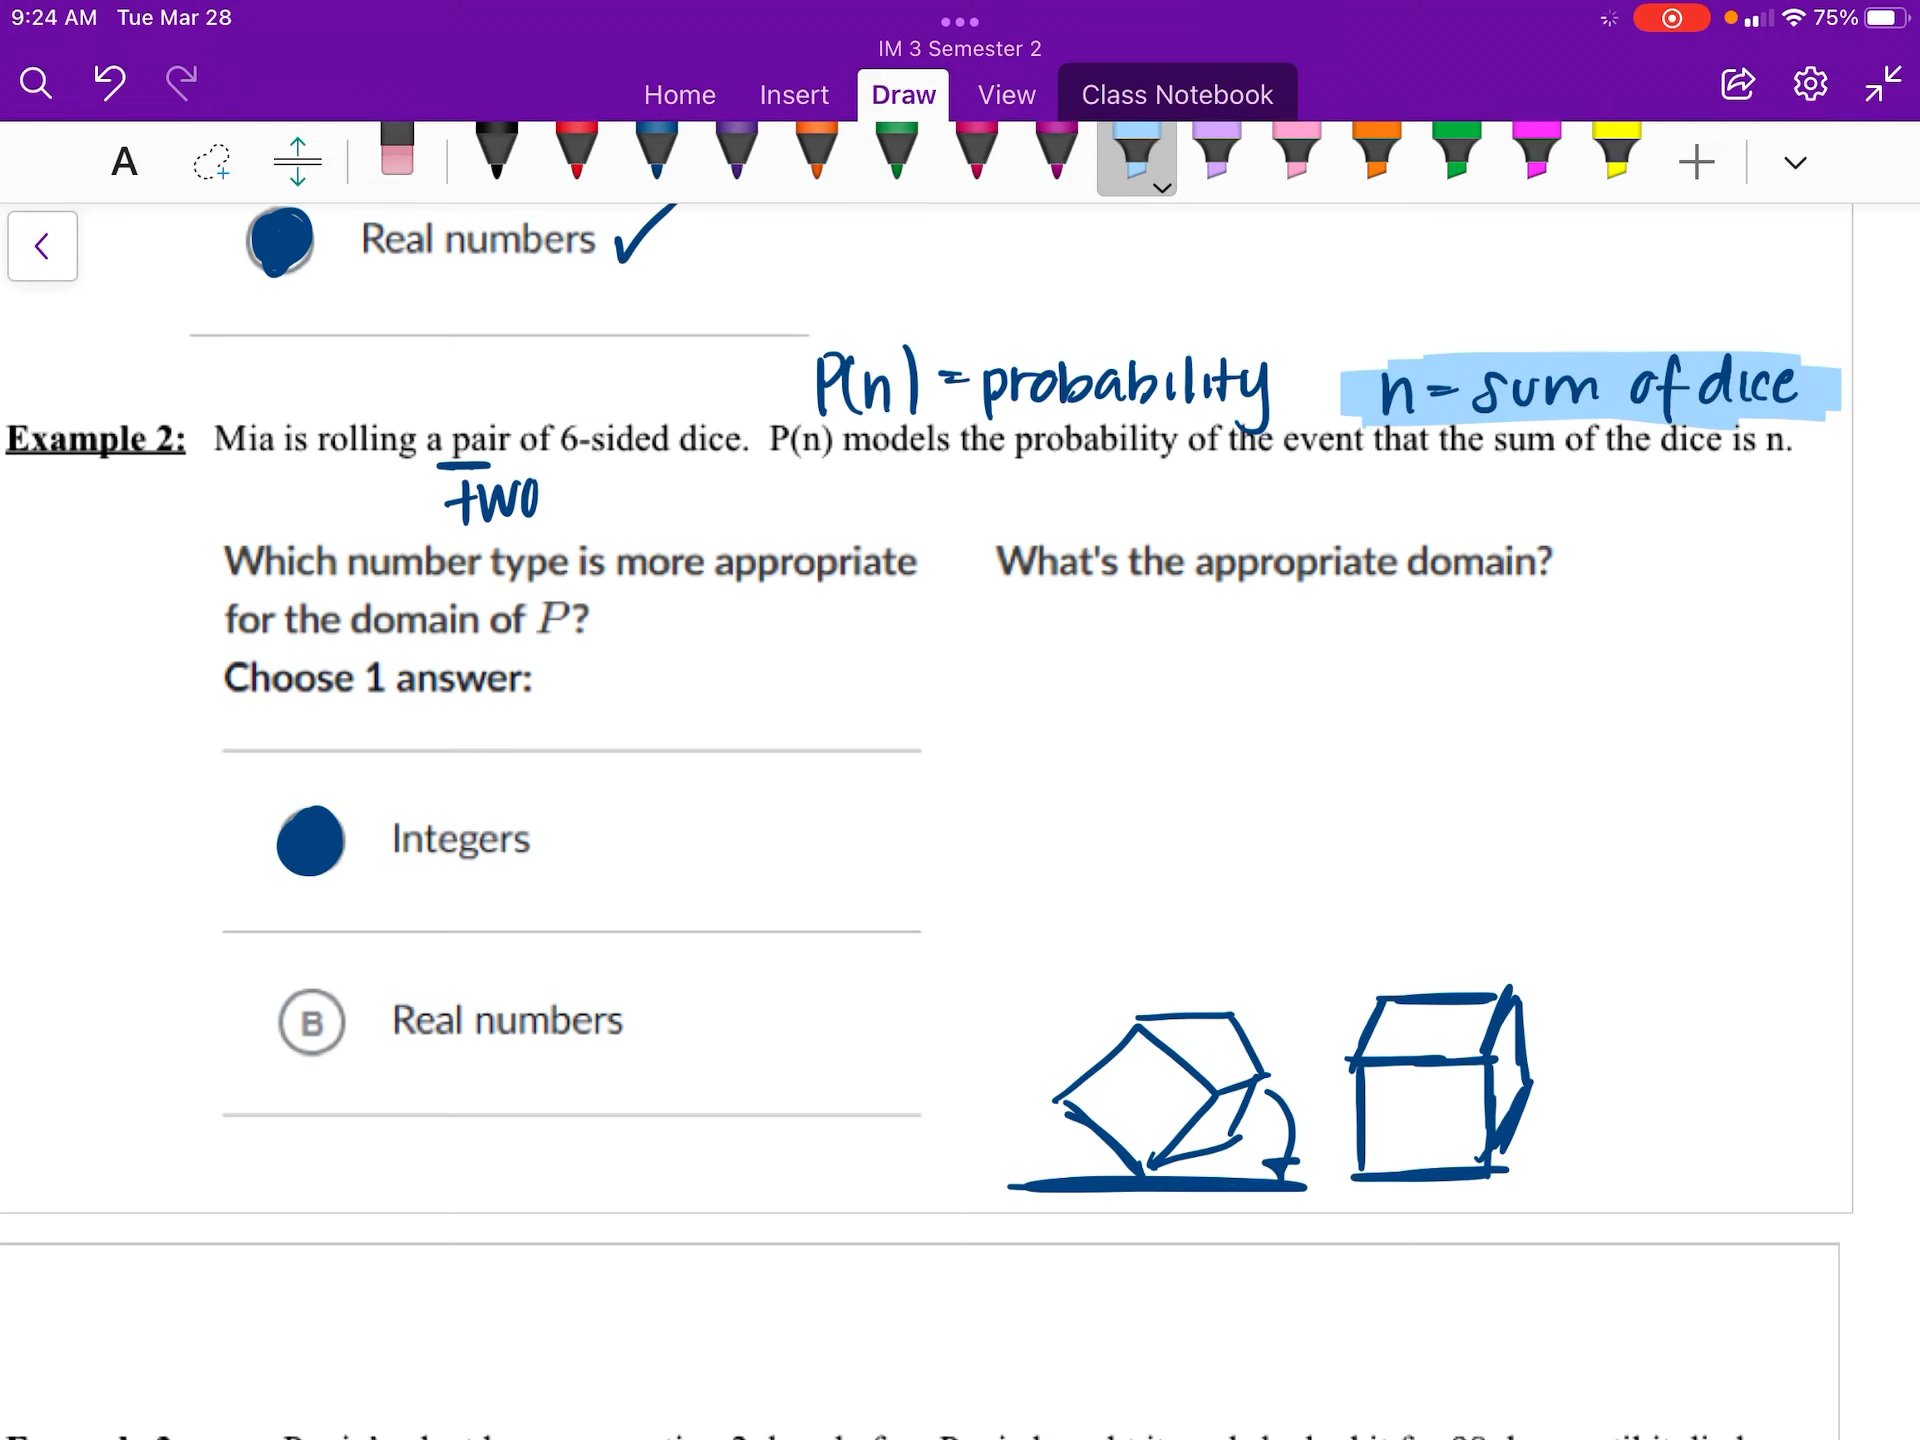 9:24 AM Tue Mar 28
75%
IM 3 Semester 2
Home Insert Draw View Class Notebook
A
Real numbers
P(n) = probability n = sum of dice
Example 2: Mia is rolling a pair of 6-sided dice. P(n) models the probability of the event that the sum of the dice is n.
two
Which number type is more appropriate
for the domain of P?
Choose 1 answer:
What's the appropriate domain?
Integers
B Real numbers